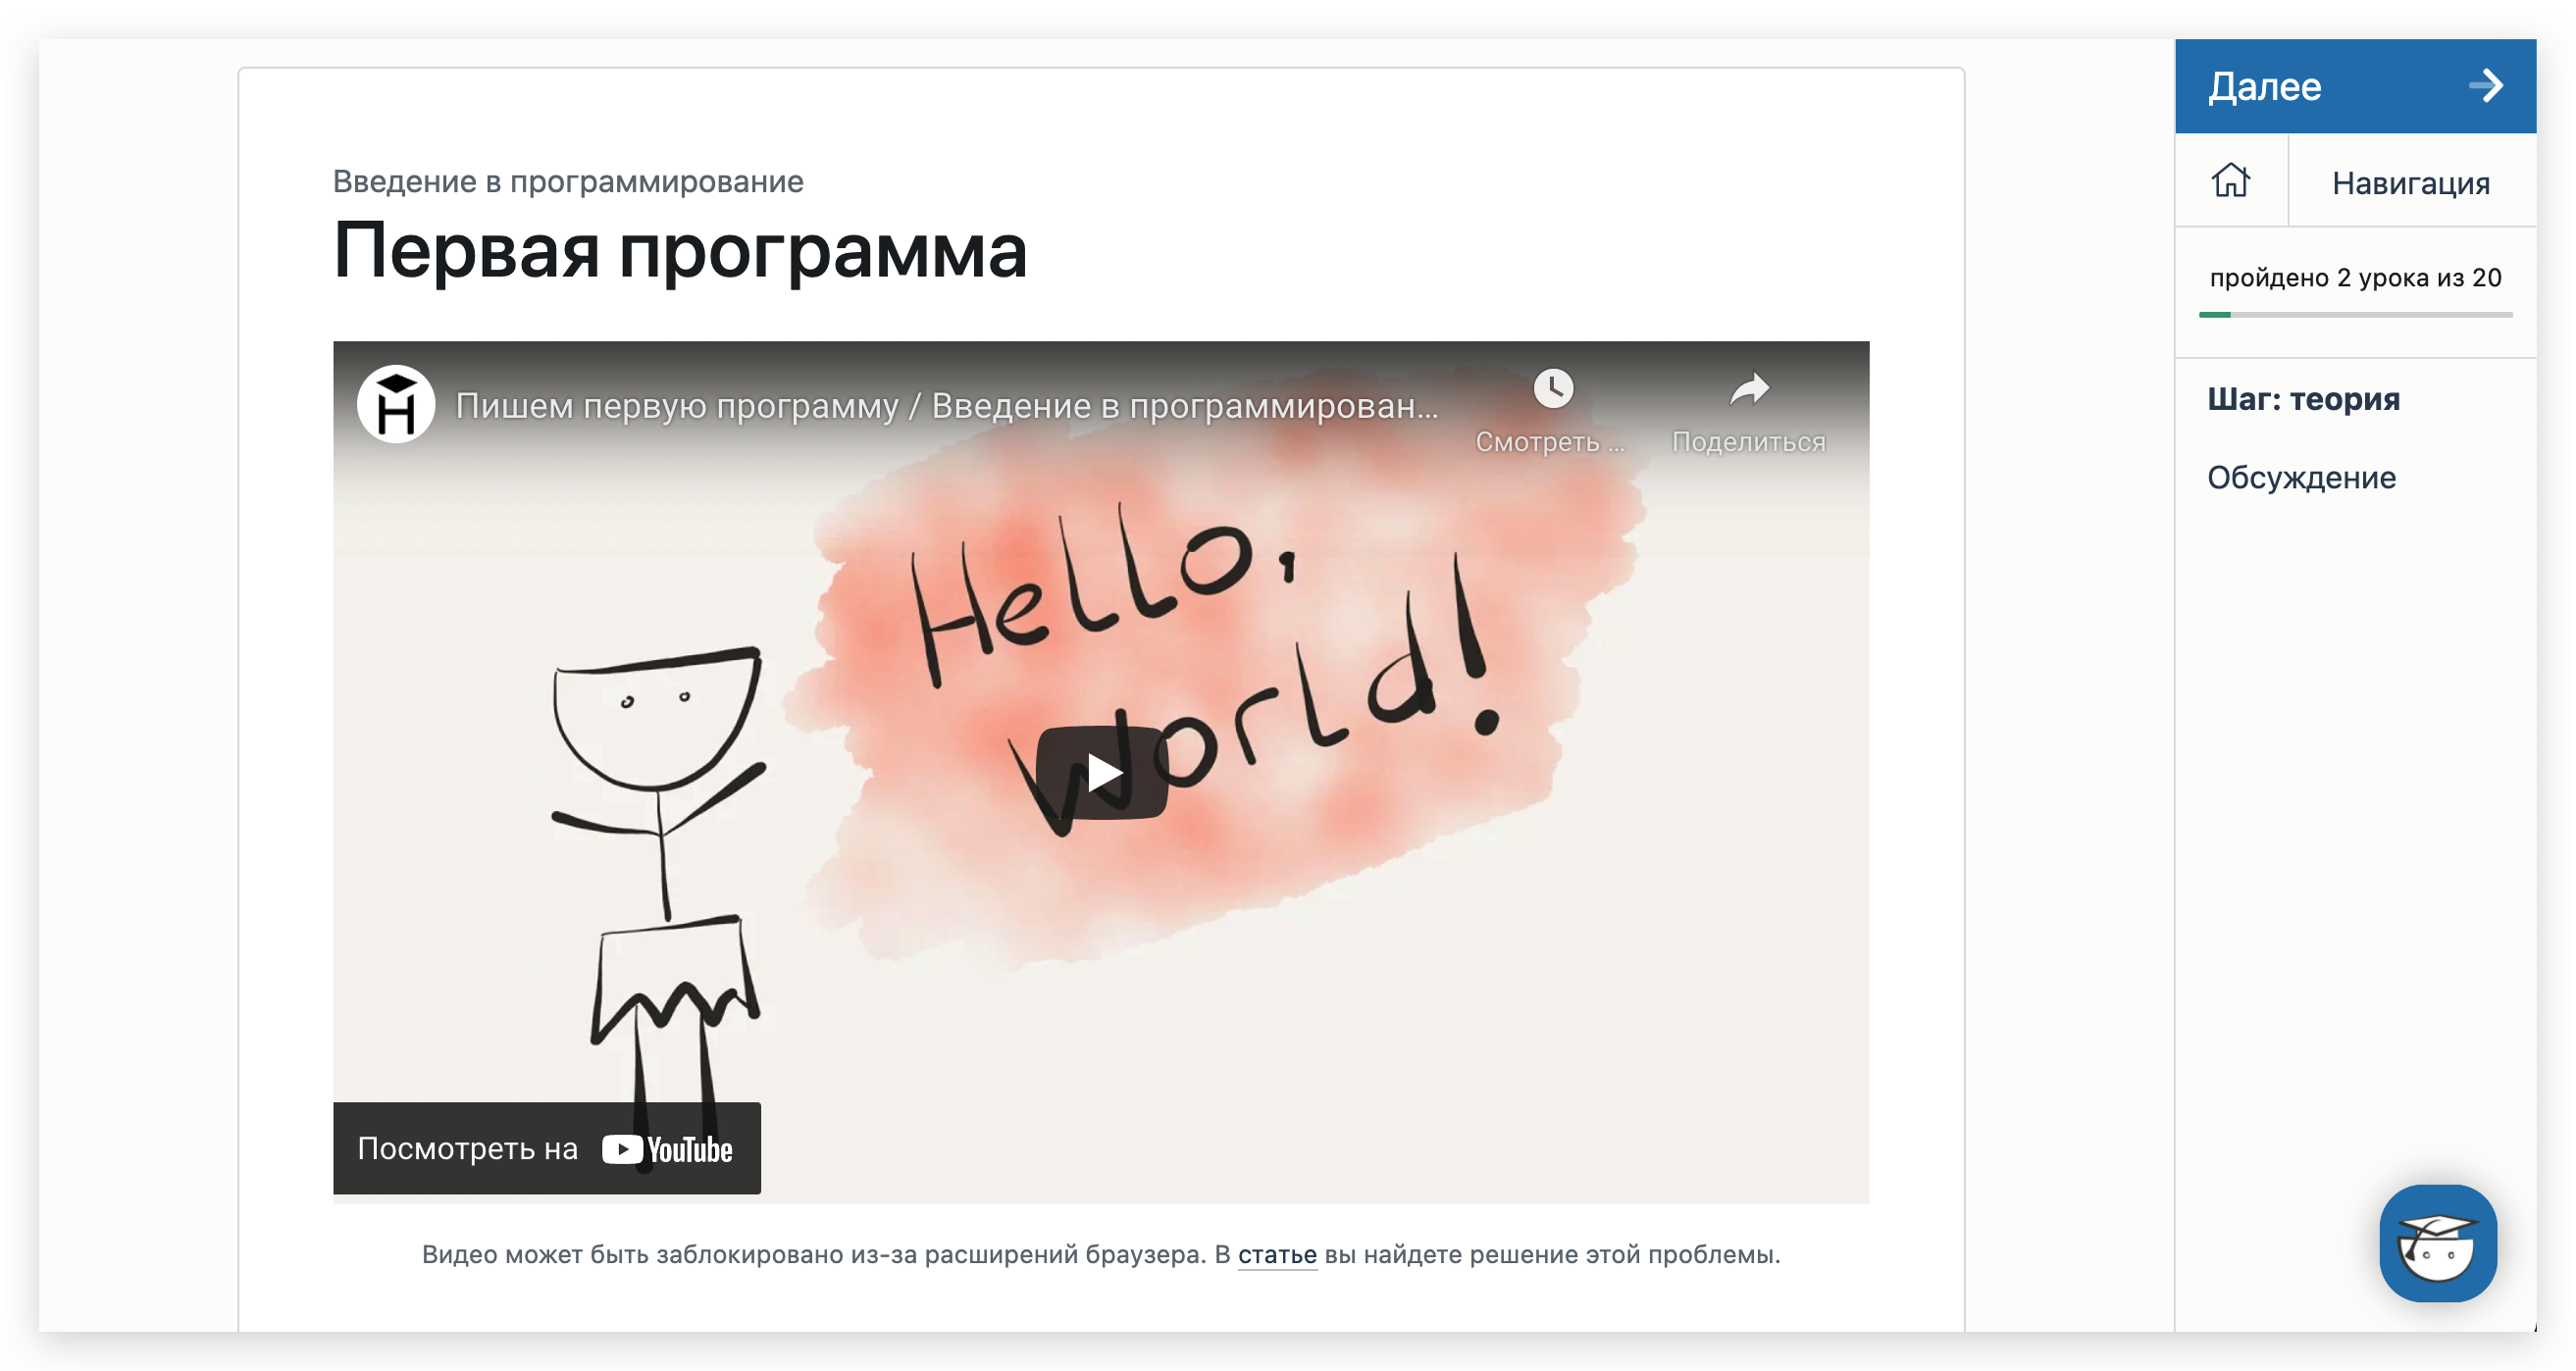 Введение в программирование
Первая программа
Пишем первую программу / Введение в программирован...
Смотреть ...
Поделиться
Hello,
World!
Посмотреть на YouTube
Видео может быть заблокировано из-за расширений браузера. В статье вы найдете решение этой проблемы.
Далее
Навигация
пройдено 2 урока из 20
Шаг: теория
Обсуждение